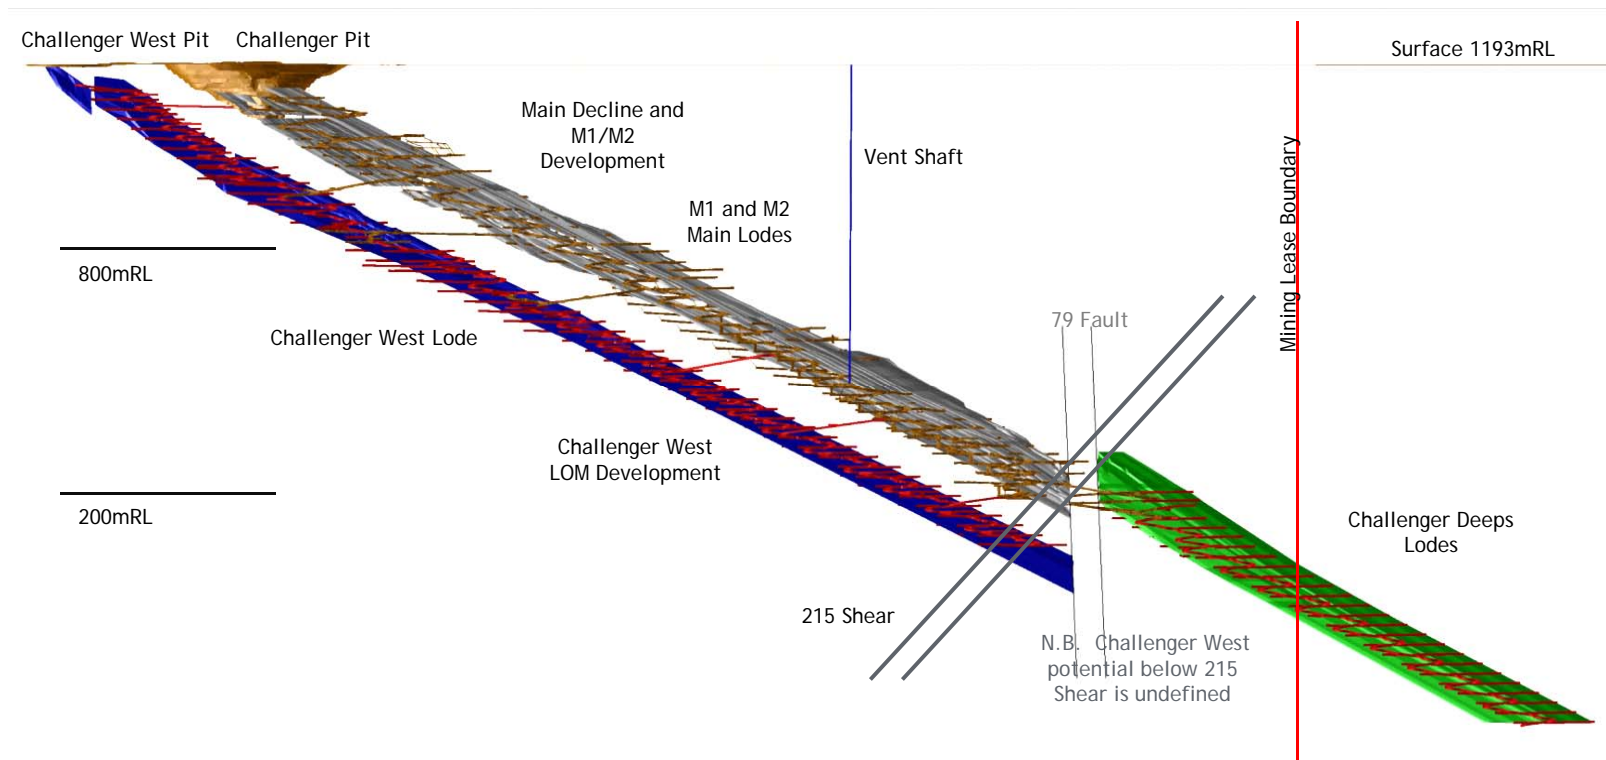 Challenger West Pit
Challenger Pit
Surface 1193mRL
Main Decline and
M1/M2
Development
Vent Shaft
Mining Lease Boundary
M1 and M2
Main Lodes
800mRL
79 Fault
Challenger West Lode
Challenger West
LOM Development
200mRL
Challenger Deeps
Lodes
215 Shear
N.B. Challenger West
potential below 215
Shear is undefined